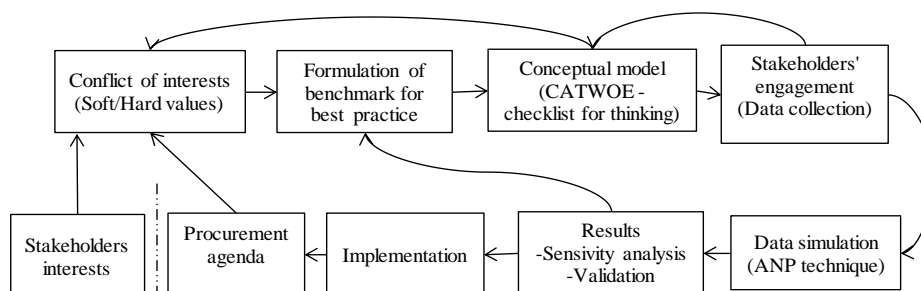 Conflict of interests
(Soft/Hard values)
Formulation of
benchmark for
best practice
Conceptual model
(CATWOE -
checklist for thinking)
Stakeholders'
engagement
(Data collection)
Stakeholders
interests
Procurement
agenda
Implementation
Results
-Sensivity analysis
-Validation
Data simulation
(ANP technique)